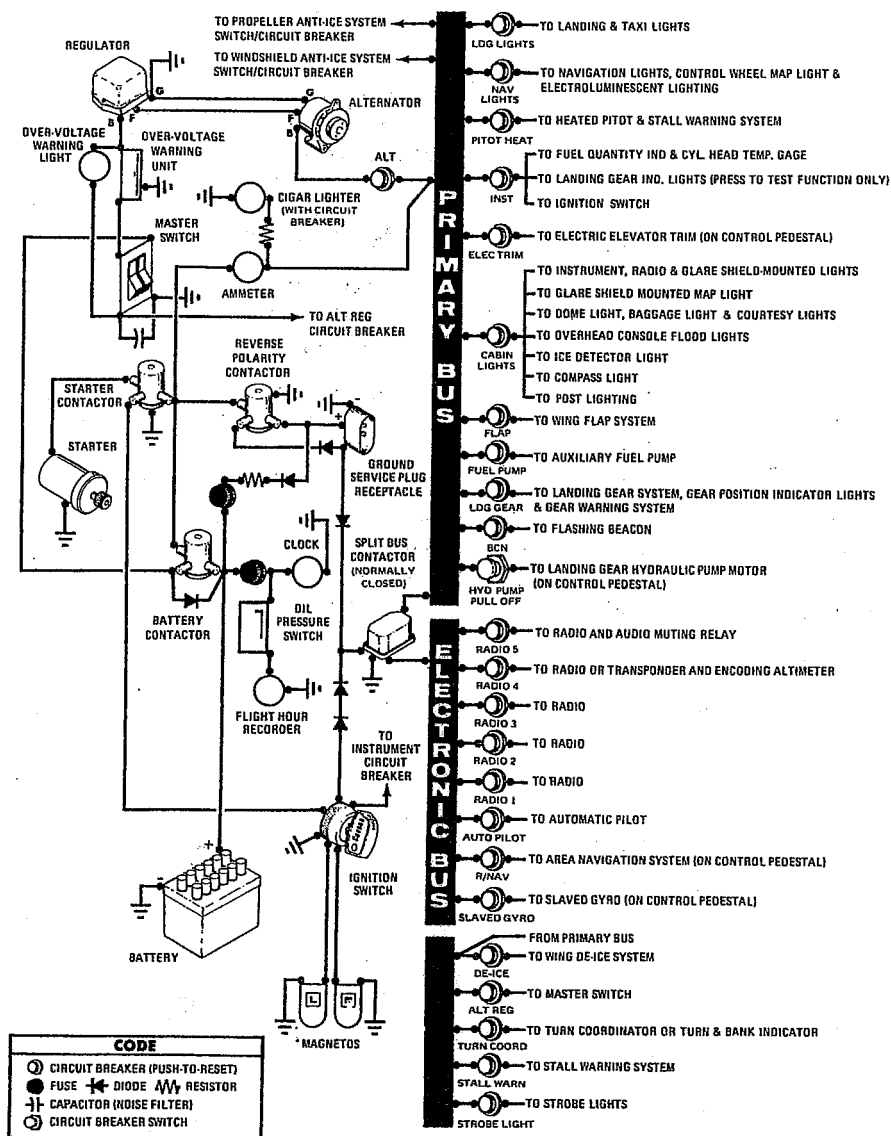 TO PROPELLER ANTI-ICE SYSTEM
SWITCH/CIRCUIT BREAKER
TO WINDSHIELD ANTI-ICE SYSTEM
SWITCH/CIRCUIT BREAKER
REGULATOR
G
G
F
B
F
B
ALTERNATOR
OVER-VOLTAGE
WARNING
LIGHT
OVER-VOLTAGE
WARNING
UNIT
ALT
CIGAR LIGHTER
(WITH CIRCUIT
BREAKER)
MASTER
SWITCH
AMMETER
TO ALT REG
CIRCUIT BREAKER
REVERSE
POLARITY
CONTACTOR
STARTER
CONTACTOR
STARTER
GROUND
SERVICE PLUG
RECEPTACLE
-
+
CLOCK
SPLIT BUS
CONTACTOR
(NORMALLY
CLOSED)
BATTERY
CONTACTOR
OIL
PRESSURE
SWITCH
FLIGHT HOUR
RECORDER
TO
INSTRUMENT
CIRCUIT
BREAKER
IGNITION
SWITCH
+
-
BATTERY
L
R
MAGNETOS
PRIMARY BUS
LDG LIGHTS
TO LANDING & TAXI LIGHTS
NAV
LIGHTS
TO NAVIGATION LIGHTS, CONTROL WHEEL MAP LIGHT &
ELECTROLUMINESCENT LIGHTING
PITOT HEAT
TO HEATED PITOT & STALL WARNING SYSTEM
INST
TO FUEL QUANTITY IND & CYL. HEAD TEMP. GAGE
TO LANDING GEAR IND. LIGHTS (PRESS TO TEST FUNCTION ONLY)
TO IGNITION SWITCH
ELEC TRIM
TO ELECTRIC ELEVATOR TRIM (ON CONTROL PEDESTAL)
CABIN
LIGHTS
TO INSTRUMENT, RADIO & GLARE SHIELD-MOUNTED LIGHTS
TO GLARE SHIELD MOUNTED MAP LIGHT
TO DOME LIGHT, BAGGAGE LIGHT & COURTESY LIGHTS
TO OVERHEAD CONSOLE FLOOD LIGHTS
TO ICE DETECTOR LIGHT
TO COMPASS LIGHT
TO POST LIGHTING
FLAP
TO WING FLAP SYSTEM
FUEL PUMP
TO AUXILIARY FUEL PUMP
LDG GEAR
TO LANDING GEAR SYSTEM, GEAR POSITION INDICATOR LIGHTS
& GEAR WARNING SYSTEM
BCN
TO FLASHING BEACON
HYD PUMP
PULL OFF
TO LANDING GEAR HYDRAULIC PUMP MOTOR
(ON CONTROL PEDESTAL)
ELECTRONIC BUS
RADIO 5
TO RADIO AND AUDIO MUTING RELAY
RADIO 4
TO RADIO OR TRANSPONDER AND ENCODING ALTIMETER
RADIO 3
TO RADIO
RADIO 2
TO RADIO
RADIO 1
TO RADIO
AUTO PILOT
TO AUTOMATIC PILOT
R/NAV
TO AREA NAVIGATION SYSTEM (ON CONTROL PEDESTAL)
SLAVED GYRO
TO SLAVED GYRO (ON CONTROL PEDESTAL)
FROM PRIMARY BUS
DE-ICE
TO WING DE-ICE SYSTEM
ALT REG
TO MASTER SWITCH
TURN COORD
TO TURN COORDINATOR OR TURN & BANK INDICATOR
STALL WARN
TO STALL WARNING SYSTEM
STROBE LIGHT
TO STROBE LIGHTS
CODE
CIRCUIT BREAKER (PUSH-TO-RESET)
FUSE DIODE RESISTOR
CAPACITOR (NOISE FILTER)
CIRCUIT BREAKER SWITCH